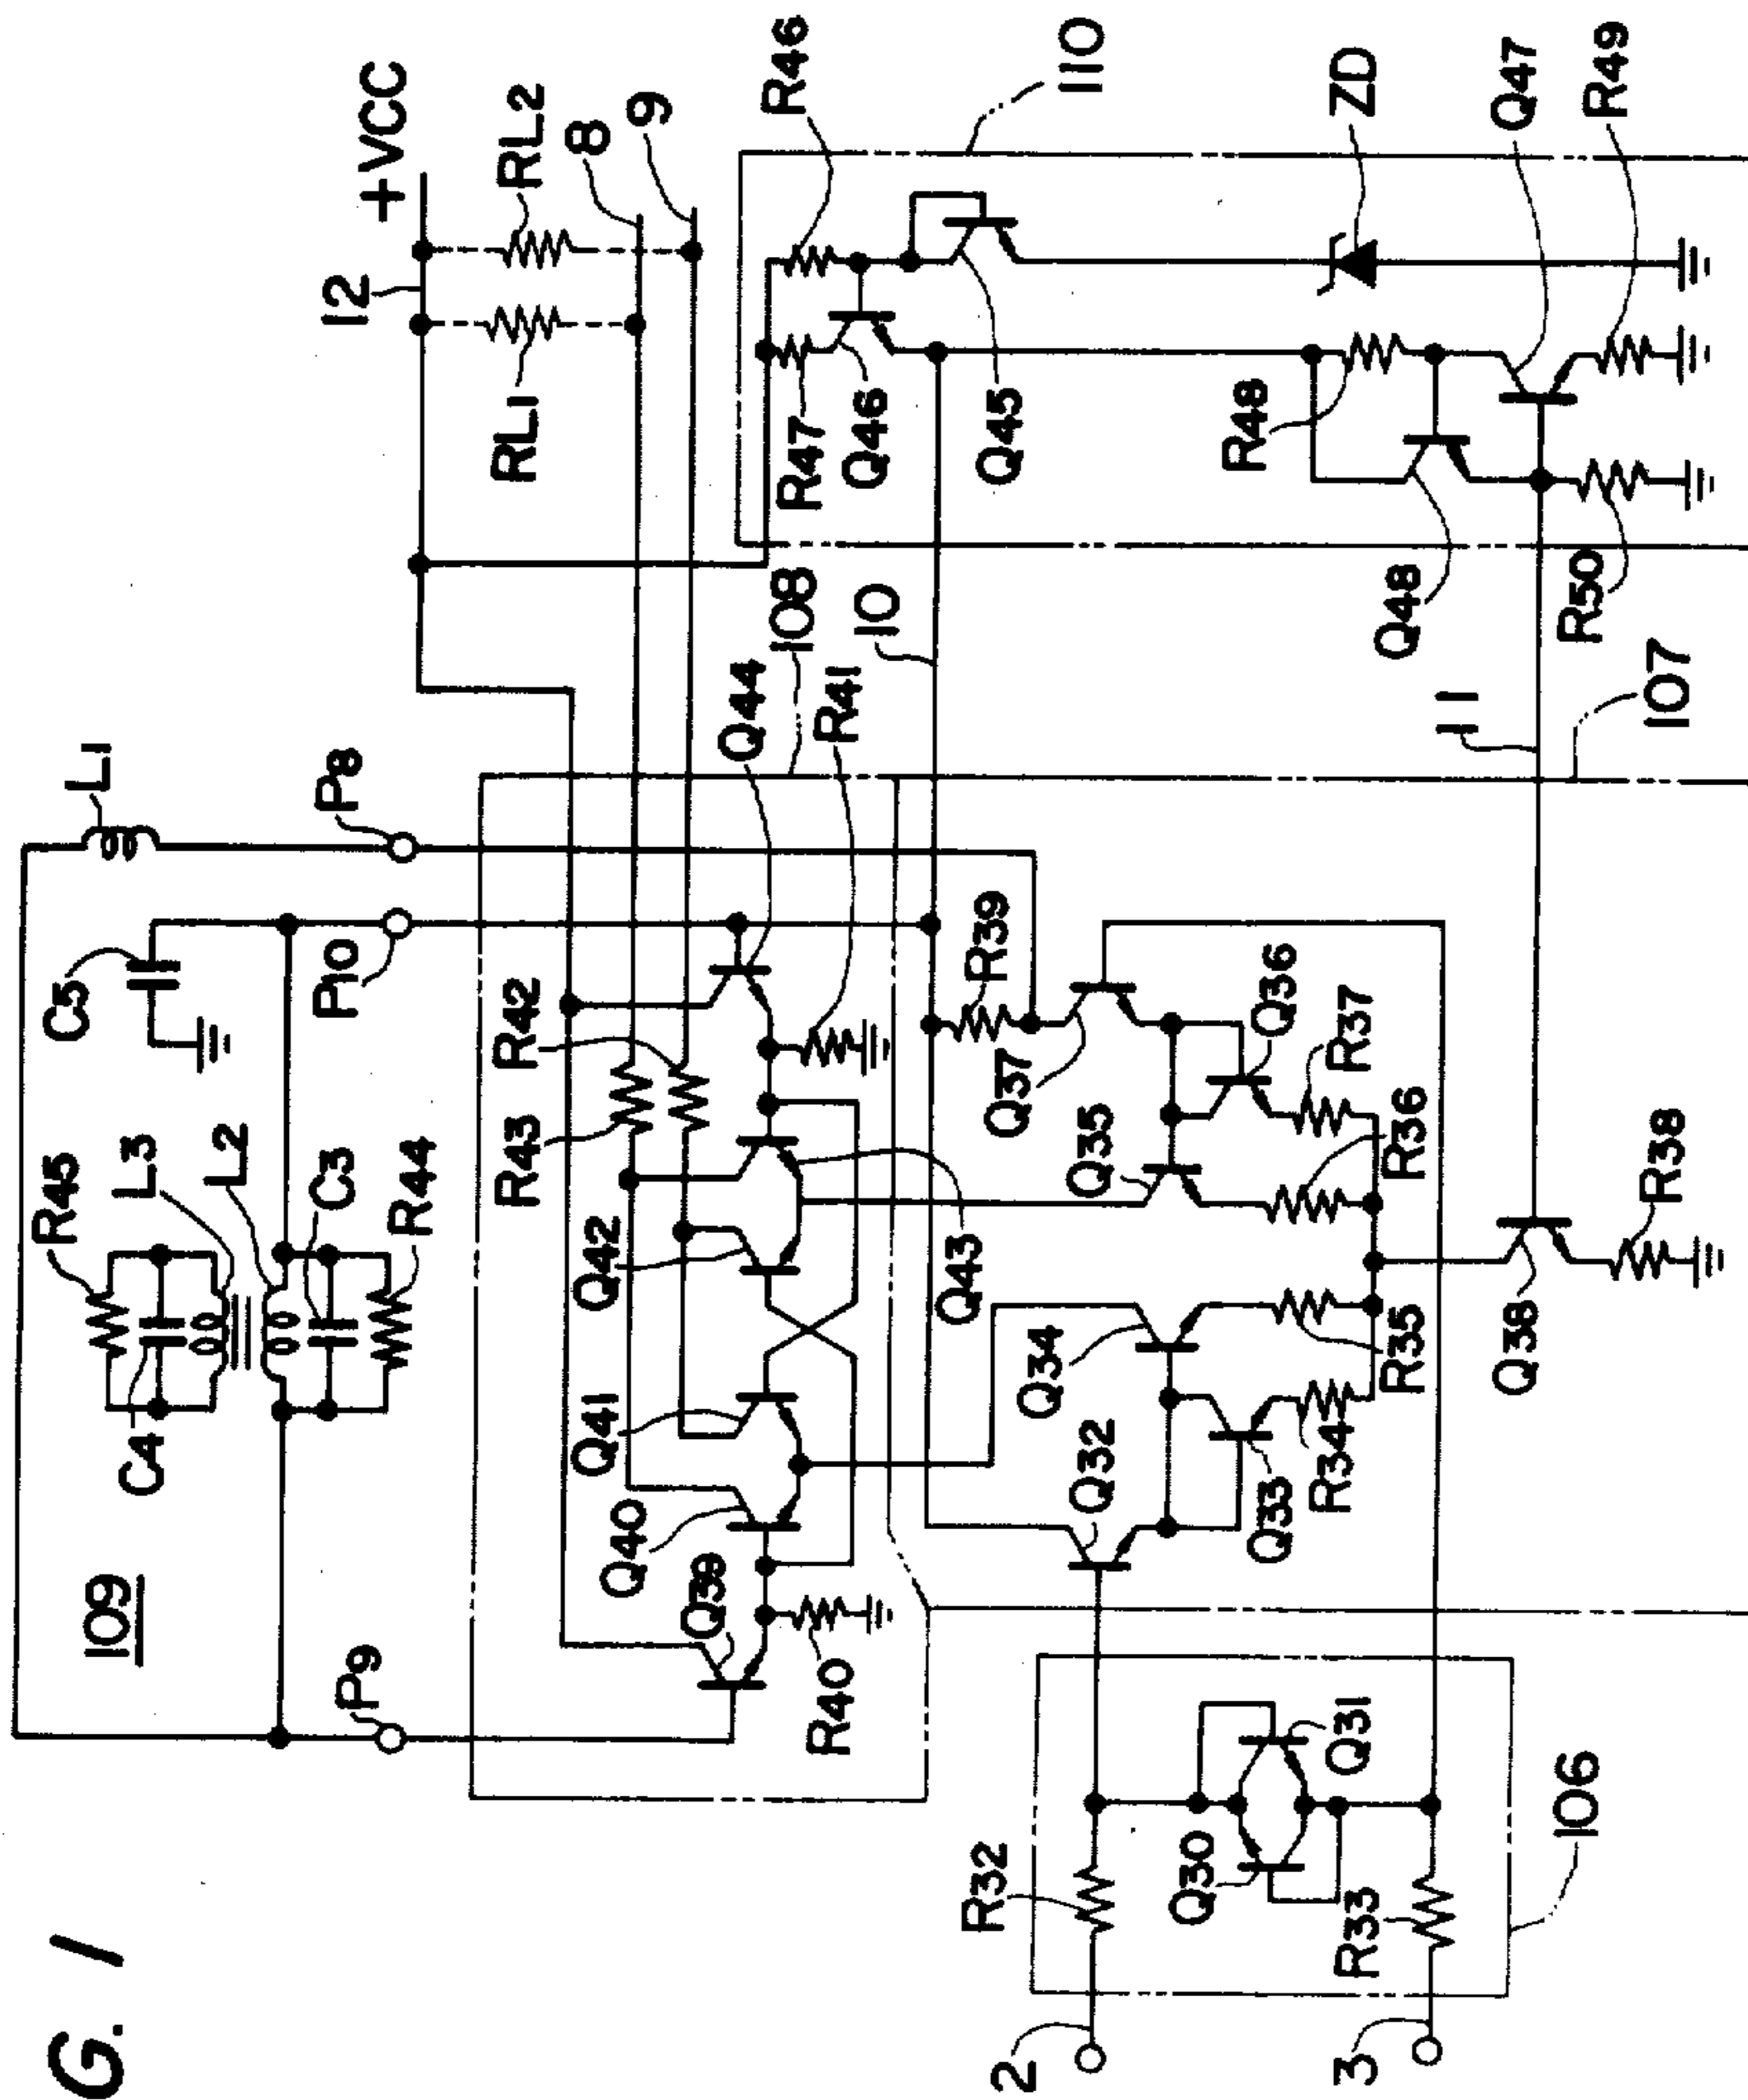 G. 1
109
R45
L3
L2
C3
R44
C4
C5
L1
P9
P10
P8
+VCC
12
RL1
RL2
8
9
R43
R42
Q44
108
R41
Q39
Q40
Q41
Q42
Q43
R40
10
R47
R46
Q46
Q45
110
ZD
R48
Q47
R49
Q48
R50
11
107
R39
Q37
Q36
R37
Q35
R36
Q34
R35
Q32
Q33
R34
Q38
R38
2
R32
Q30
Q31
3
R33
106